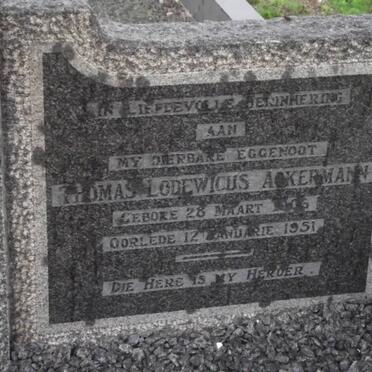 IN LIEFDEVOLLE HERINNERING
AAN
MY DIERBARE EGGENOOT
THOMAS LODEWICUS ACKERMANN
GEBORE 28 MAART
OORLEDE 12 JANUARIE 1951
DIE HERE IS MY HERDER.